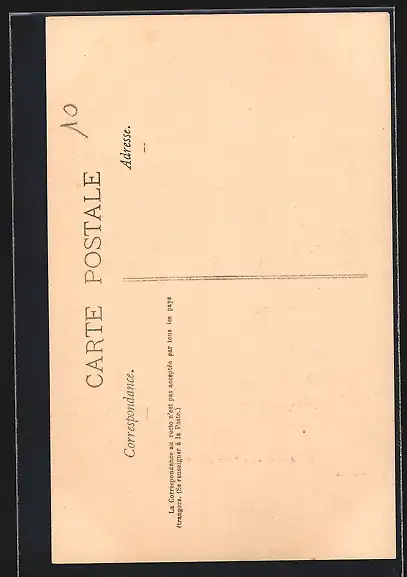 10
CARTE POSTALE
Correspondance.
Adresse.
La Correspondance au recto n'est pas acceptée par tous les pays
étrangers. (Se renseigner à la Poste.)